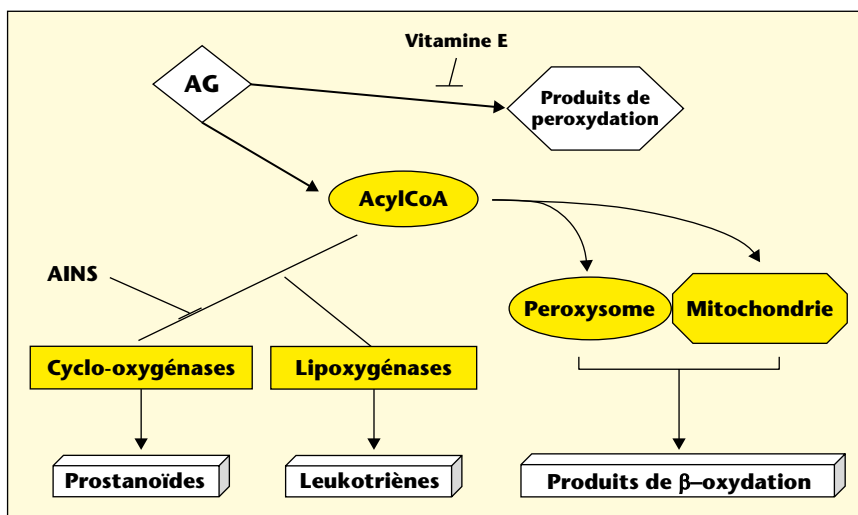 Vitamine E
AG
Produits de
peroxydation
AcylCoA
AINS
Peroxysome
Mitochondrie
Cyclo-oxygénases
Lipoxygénases
Prostanoïdes
Leukotriènes
Produits de β–oxydation